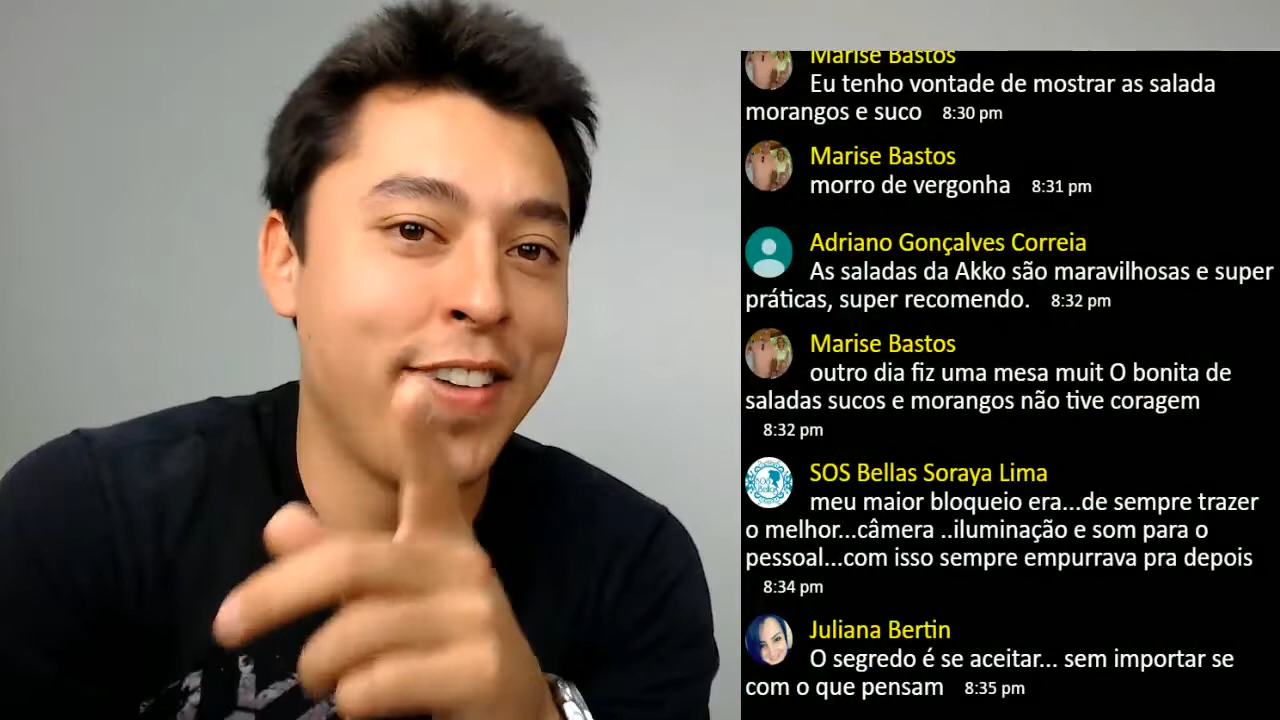 Marise Bastos
Eu tenho vontade de mostrar as salada
morangos e suco 8:30 pm
Marise Bastos
morro de vergonha 8:31 pm
Adriano Gonçalves Correia
As saladas da Akko são maravilhosas e super
práticas, super recomendo. 8:32 pm
Marise Bastos
outro dia fiz uma mesa muit O bonita de
saladas sucos e morangos não tive coragem
8:32 pm
SOS Bellas Soraya Lima
meu maior bloqueio era...de sempre trazer
o melhor...câmera ..iluminação e som para o
pessoal...com isso sempre empurrava pra depois
8:34 pm
Juliana Bertin
O segredo é se aceitar... sem importar se
com o que pensam 8:35 pm